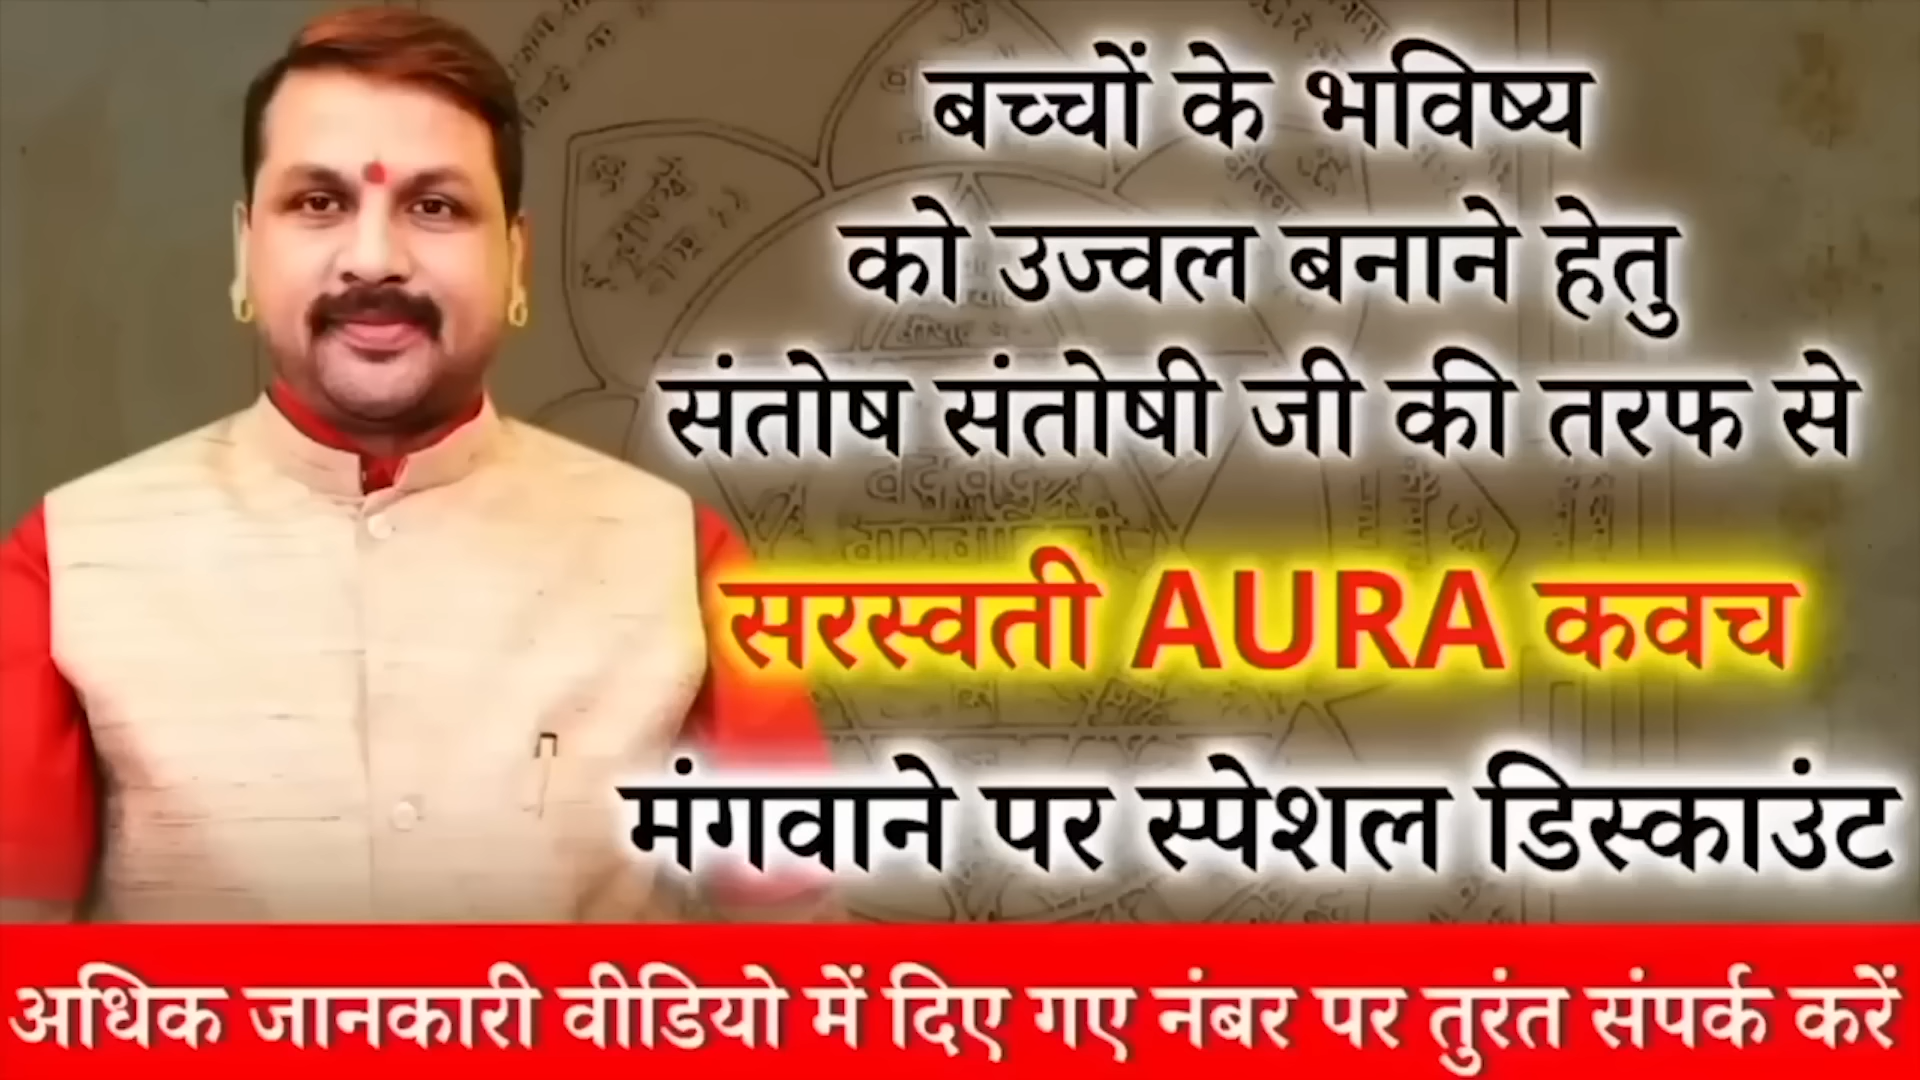 बच्चों के भविष्य
को उज्वल बनाने हेतु
संतोष संतोषी जी की तरफ से
सरस्वती AURA कवच
मंगवाने पर स्पेशल डिस्काउंट
अधिक जानकारी वीडियो में दिए गए नंबर पर तुरंत संपर्क करें